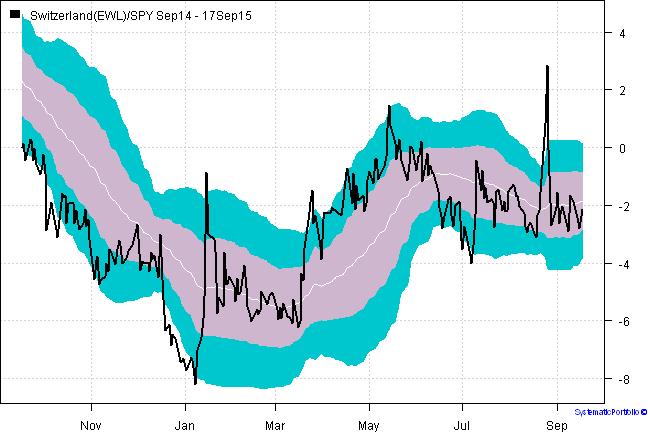 Switzerland(EWL)/SPY Sep14 - 17Sep15
4
2
0
-2
-4
-6
-8
Nov Jan Mar May Jul Sep
SystematicPortfolio ©